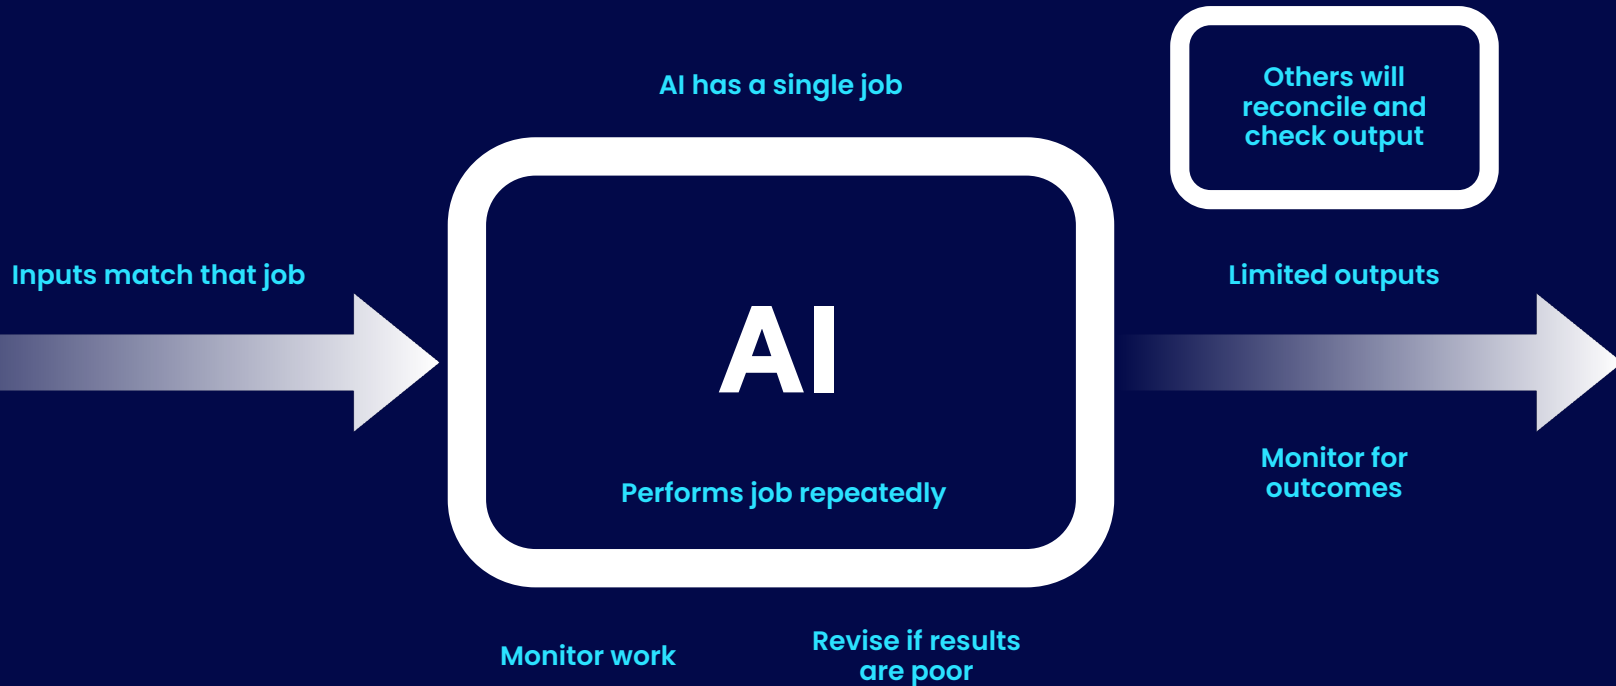 AI has a single job
Others will
reconcile and
check output
Inputs match that job
Limited outputs
AI
Monitor for
outcomes
Performs job repeatedly
Monitor work
Revise if results
are poor